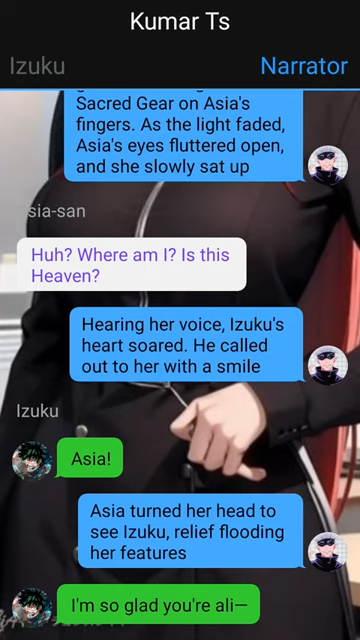 Kumar Ts
Izuku
Narrator
Sacred Gear on Asia's
fingers. As the light faded,
Asia's eyes fluttered open,
and she slowly sat up
sia-san
Huh? Where am I? Is this
Heaven?
Hearing her voice, Izuku's
heart soared. He called
out to her with a smile
Izuku
Asia!
Asia turned her head to
see Izuku, relief flooding
her features
I'm so glad you're ali—